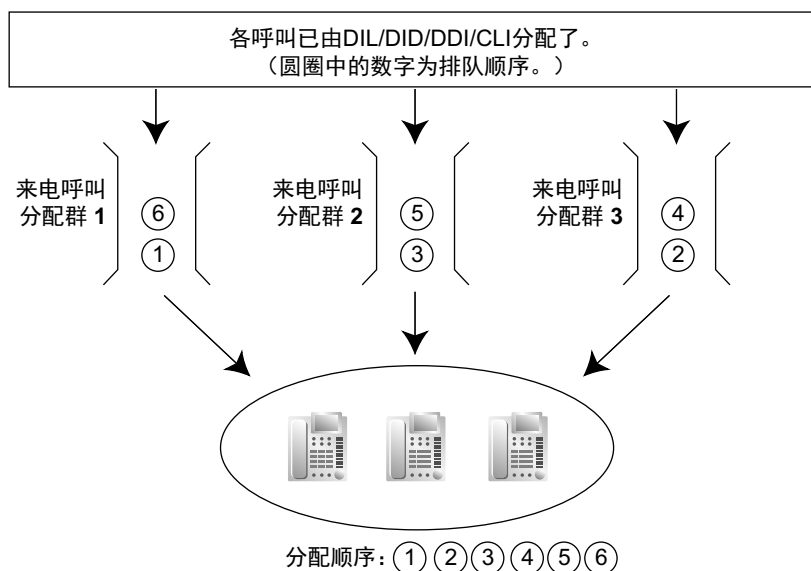 各呼叫已由DIL/DID/DDI/CLI分配了。
（圆圈中的数字为排队顺序。）
来电呼叫
分配群 1
⑥
①
来电呼叫
分配群 2
⑤
③
来电呼叫
分配群 3
④
②
分配顺序：①②③④⑤⑥